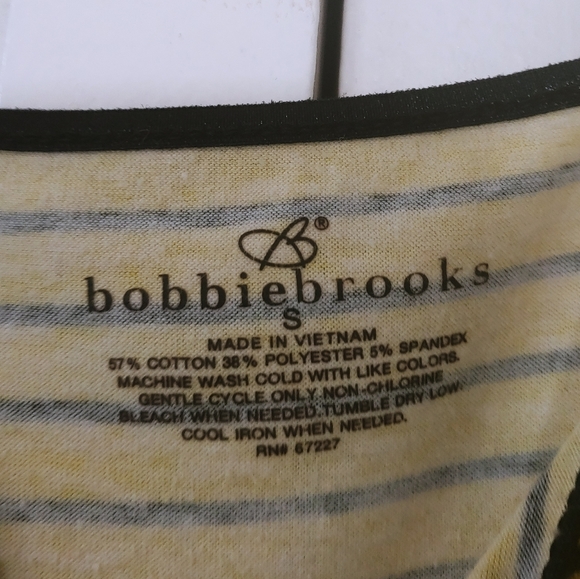 B®
bobbiebrooks
S
MADE IN VIETNAM
57% COTTON 38% POLYESTER 5% SPANDEX
MACHINE WASH COLD WITH LIKE COLORS.
GENTLE CYCLE.ONLY NON-CHLORINE
BLEACH WHEN NEEDED.TUMBLE DRY LOW.
COOL IRON WHEN NEEDED.
RN# 67227